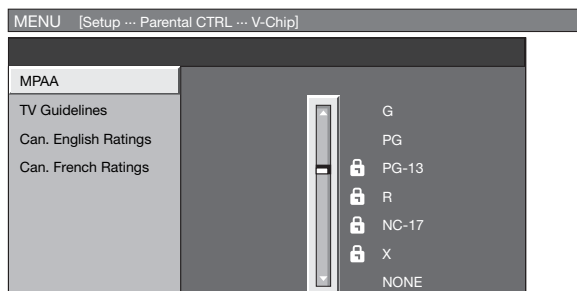 MENU [Setup ··· Parental CTRL ··· V-Chip]
MPAA
TV Guidelines
Can. English Ratings
Can. French Ratings
G
PG
PG-13
R
NC-17
X
NONE